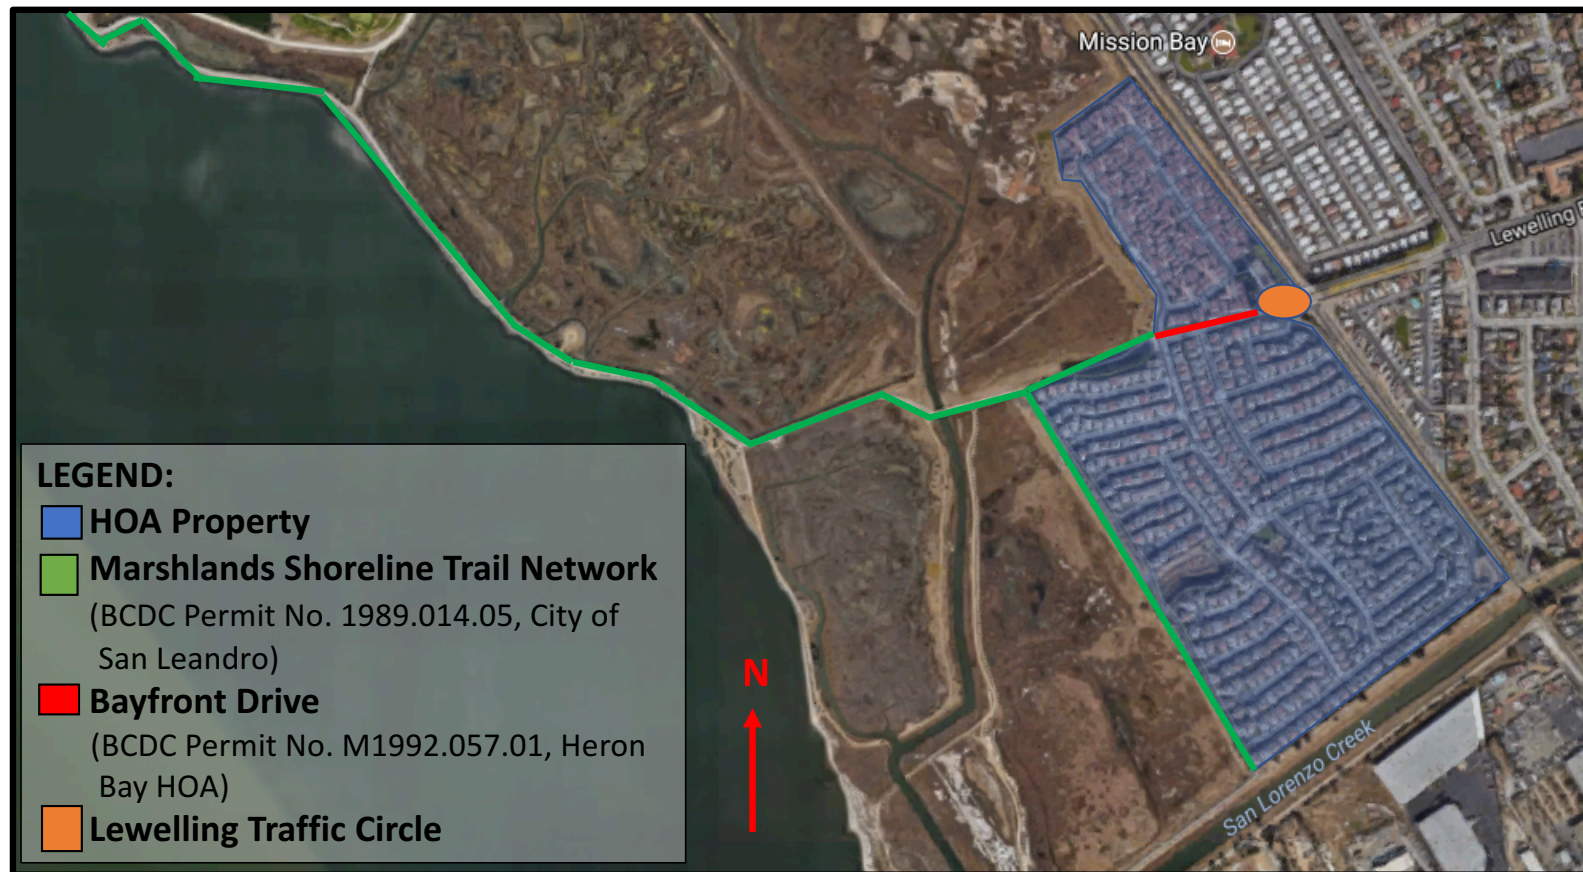 Mission Bay
Lewelling
LEGEND:
HOA Property
Marshlands Shoreline Trail Network
(BCDC Permit No. 1989.014.05, City of
San Leandro)
N
Bayfront Drive
(BCDC Permit No. M1992.057.01, Heron
Bay HOA)
Lewelling Traffic Circle
San Lorenzo Creek